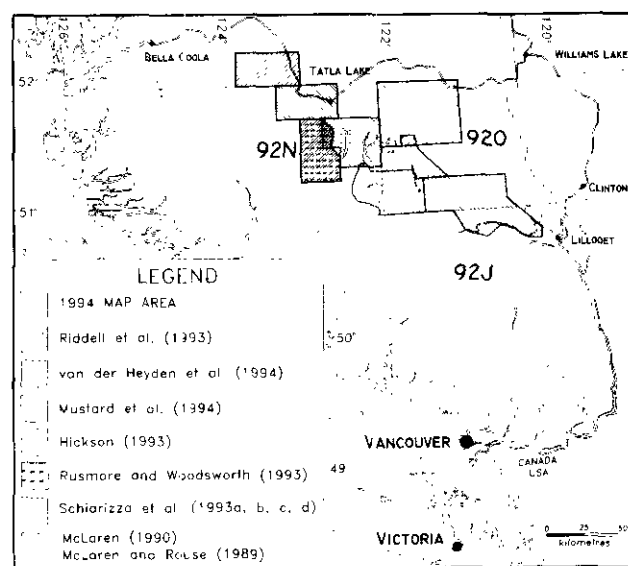 126° 124° 122° 120°
BELLA COOLA
WILLIAMS LAKE
TATLA LAKE
52°
92N
92O
CLINTON
51°
LILLOOET
92J
LEGEND
1994 MAP AREA
50°
Riddell et al. (1993)
van der Heyden et al (1994)
Mustard et al. (1994)
Hickson (1993)
VANCOUVER
Rusmore and Woodsworth (1993)
49
CANADA
USA
Schiarizza et al (1993a, b, c, d)
McLaren (1990)
McLaren and Rouse (1989)
VICTORIA
0 25 50
kilometres